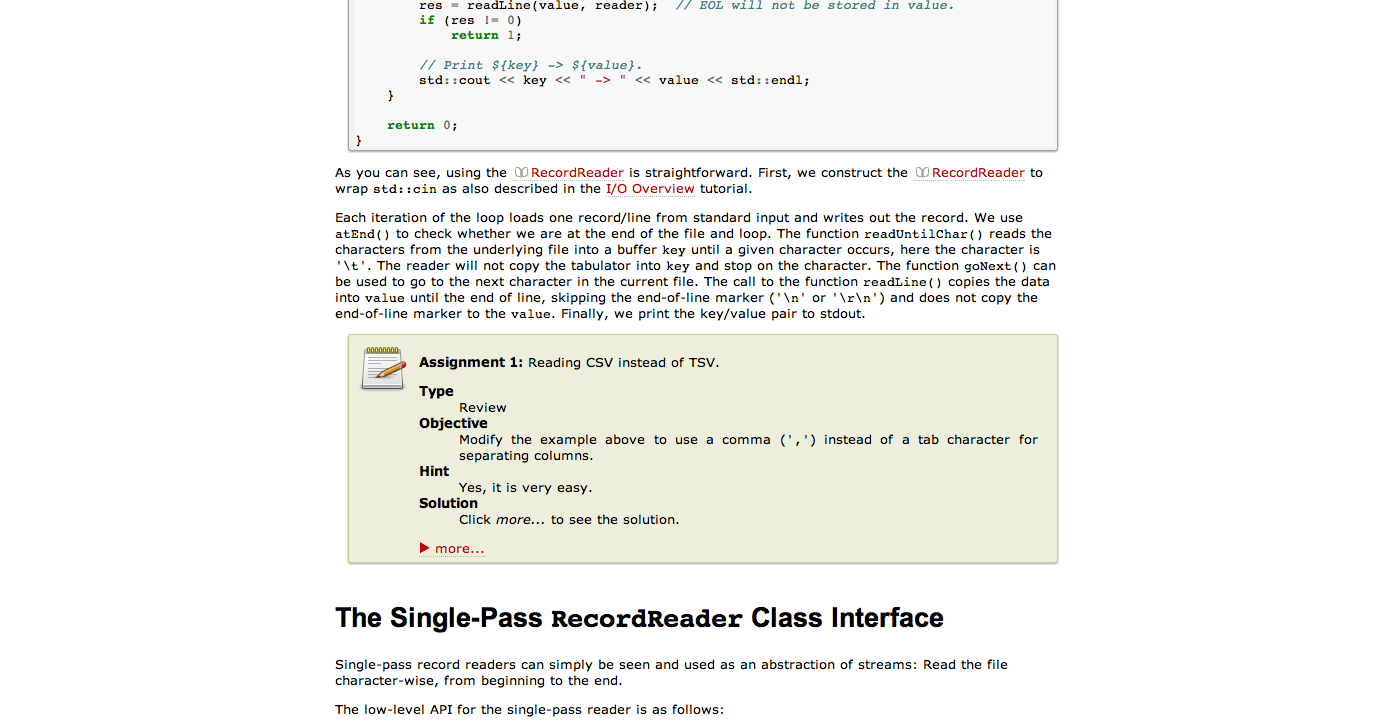 res = readLine(value, reader);  // EOL will not be stored in value.
if (res != 0)
return 1;
// Print ${key} -> ${value}.
std::cout << key << " -> " << value << std::endl;
}
return 0;
}
As you can see, using the RecordReader is straightforward. First, we construct the RecordReader to
wrap std::cin as also described in the I/O Overview tutorial.
Each iteration of the loop loads one record/line from standard input and writes out the record. We use
atEnd() to check whether we are at the end of the file and loop. The function readUntilChar() reads the
characters from the underlying file into a buffer key until a given character occurs, here the character is
'\t'. The reader will not copy the tabulator into key and stop on the character. The function goNext() can
be used to go to the next character in the current file. The call to the function readLine() copies the data
into value until the end of line, skipping the end-of-line marker ('\n' or '\r\n') and does not copy the
end-of-line marker to the value. Finally, we print the key/value pair to stdout.
Assignment 1: Reading CSV instead of TSV.
Type
Review
Objective
Modify the example above to use a comma (',') instead of a tab character for
separating columns.
Hint
Yes, it is very easy.
Solution
Click more... to see the solution.
more...
The Single-Pass RecordReader Class Interface
Single-pass record readers can simply be seen and used as an abstraction of streams: Read the file
character-wise, from beginning to the end.
The low-level API for the single-pass reader is as follows: